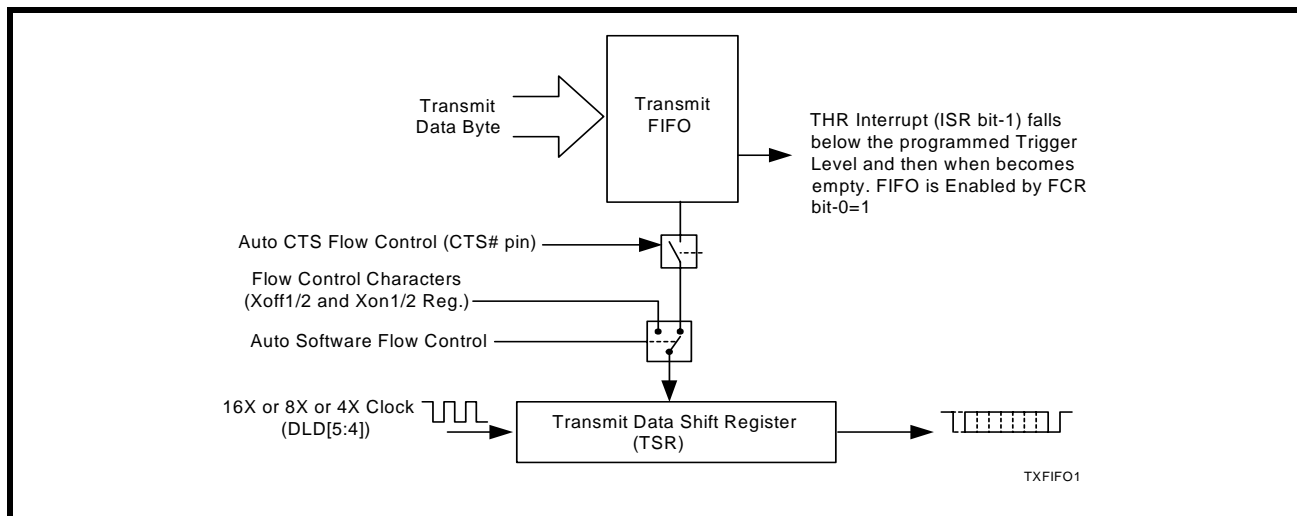 Transmit
Data Byte
Transmit
FIFO
THR Interrupt (ISR bit-1) falls
below the programmed Trigger
Level and then when becomes
empty. FIFO is Enabled by FCR
bit-0=1
Auto CTS Flow Control (CTS# pin)
Flow Control Characters
(Xoff1/2 and Xon1/2 Reg.)
Auto Software Flow Control
16X or 8X or 4X Clock
(DLD[5:4])
Transmit Data Shift Register
(TSR)
TXFIFO1